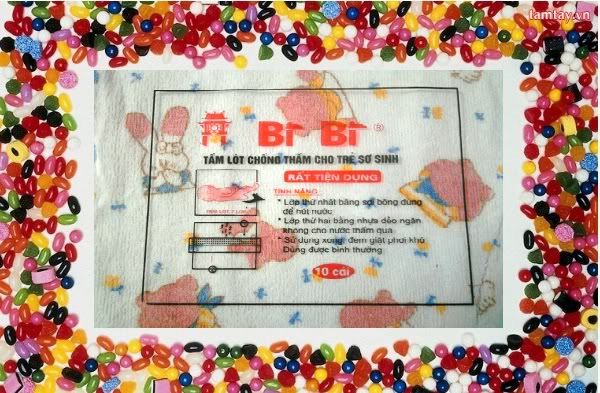 tamtay.vn
Bi Bi ®
TẤM LÓT CHỐNG THẤM CHO TRẺ SƠ SINH
RẤT TIỆN DỤNG
TÍNH NĂNG
* Lớp thứ nhất bằng sợi bông dùng
để hút nước
* Lớp thứ hai bằng nhựa dẻo ngăn
không cho nước thấm qua
* Sử dụng xong, đem giặt phơi khô
Dùng được bình thường
10 cái